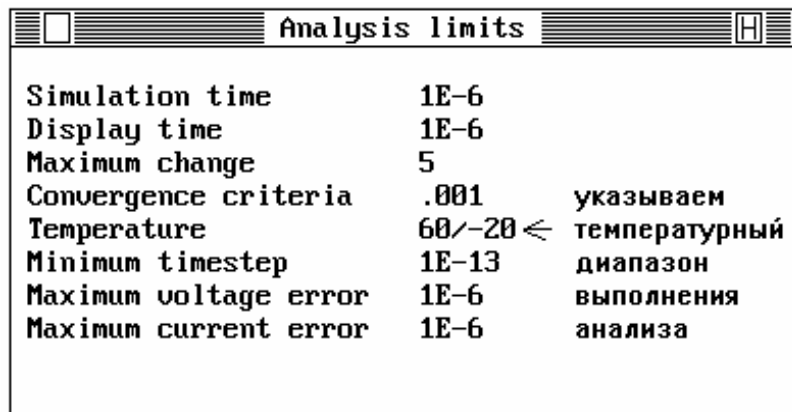 Analysis limits H
Simulation time 1E-6
Display time 1E-6
Maximum change 5
Convergence criteria .001 указываем
Temperature 60/-20 температурный
Minimum timestep 1E-13 диапазон
Maximum voltage error 1E-6 выполнения
Maximum current error 1E-6 анализа